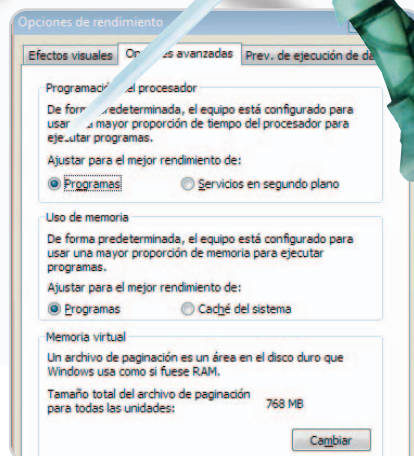 Opciones de rendimiento
Efectos visuales
avanzadas
Prev. de ejecución de
Programación del procesador
De forma predeterminada, el equipo está configurado para
usar mayor proporción de tiempo del procesador para
ejecutar programas.
Ajustar para el mejor rendimiento de:
Programas
Servicios en segundo plano
Uso de memoria
De forma predeterminada, el equipo está configurado para
usar una mayor proporción de memoria para ejecutar
programas.
Ajustar para el mejor rendimiento de:
Programas
Caché del sistema
Memoria virtual
Un archivo de paginación es un área en el disco duro que
Windows usa como si fuese RAM.
Tamaño total del archivo de paginación
para todas las unidades:
768 MB
Cambiar